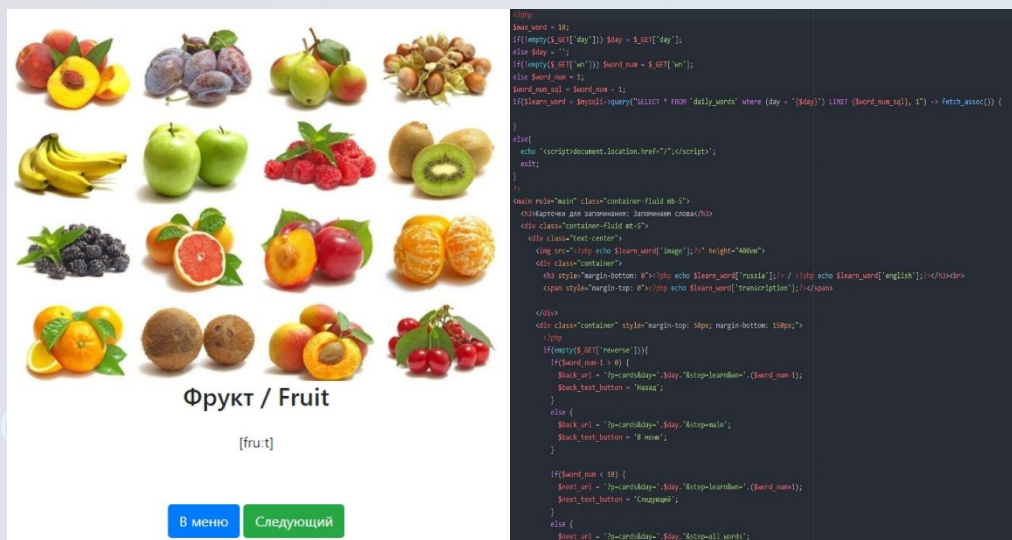 Фрукт / Fruit
[fru:t]
В меню
Следующий
<?php
$max_word = 10;
if(!empty($_GET['day'])) $day = $_GET['day'];
else $day = '';
if(!empty($_GET['wn'])) $word_num = $_GET['wn'];
else $word_num = 1;
$word_num_sql = $word_num - 1;
if($learn_word = $mysqli->query("SELECT * FROM `daily_words` where (day = '{$day}') LIMIT {$word_num_sql}, 1") -> fetch_assoc()) {
}
else{
echo '<script>document.location.href="/";</script>';
exit;
}
?>
<main role="main" class="container-fluid mb-5">
<h3>Карточки для запоминания: Запоминаем слова</h3>
<div class="container-fluid mt-5">
<div class="text-center">
<img src="<?php echo $learn_word['image'];?>" height="400em">
<div class="container">
<h3 style="margin-bottom: 0"><?php echo $learn_word['russia'];?> / <?php echo $learn_word['english'];?></h3><br>
<span style="margin-top: 0"><?php echo $learn_word['transcription'];?></span>
</div>
<div class="container" style="margin-top: 50px; margin-bottom: 150px;">
<?php
if(empty($_GET['reverse'])){
if($word_num-1 > 0) {
$back_url = '?p=cards&day='.$day.'&step=learn&wn='.($word_num-1);
$back_text_button = 'Назад';
}
else {
$back_url = '?p=cards&day='.$day.'&step=main';
$back_text_button = 'В меню';
}
if($word_num < 10) {
$next_url = '?p=cards&day='.$day.'&step=learn&wn='.($word_num+1);
$next_text_button = 'Следующий';
}
else {
$next_url = '?p=cards&day='.$day.'&step=all_words';